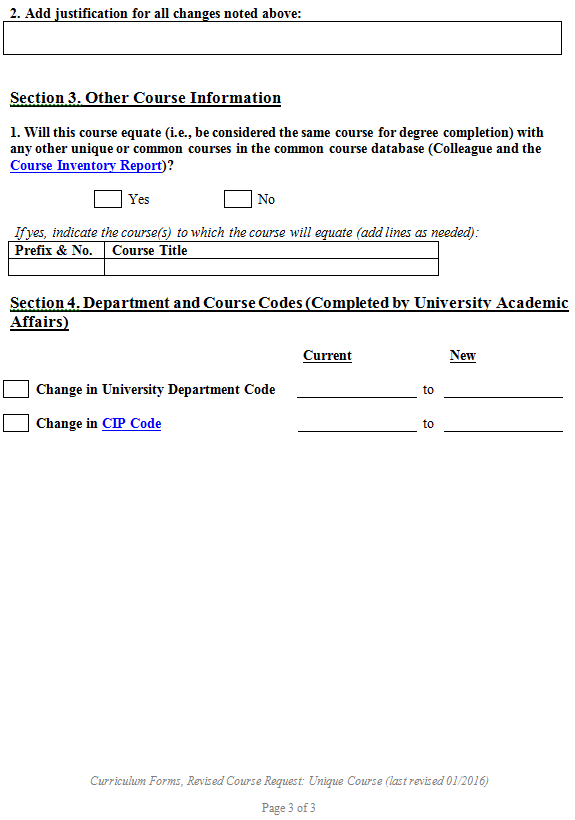 2. Add justification for all changes noted above:
Section 3. Other Course Information
1. Will this course equate (i.e., be considered the same course for degree completion) with
any other unique or common courses in the common course database (Colleague and the
Course Inventory Report)?
Yes No
If yes, indicate the course(s) to which the course will equate (add lines as needed):
Prefix & No. Course Title
Section 4. Department and Course Codes (Completed by University Academic
Affairs)
Current New
Change in University Department Code to
Change in CIP Code to
Curriculum Forms, Revised Course Request: Unique Course (last revised 01/2016)
Page 3 of 3